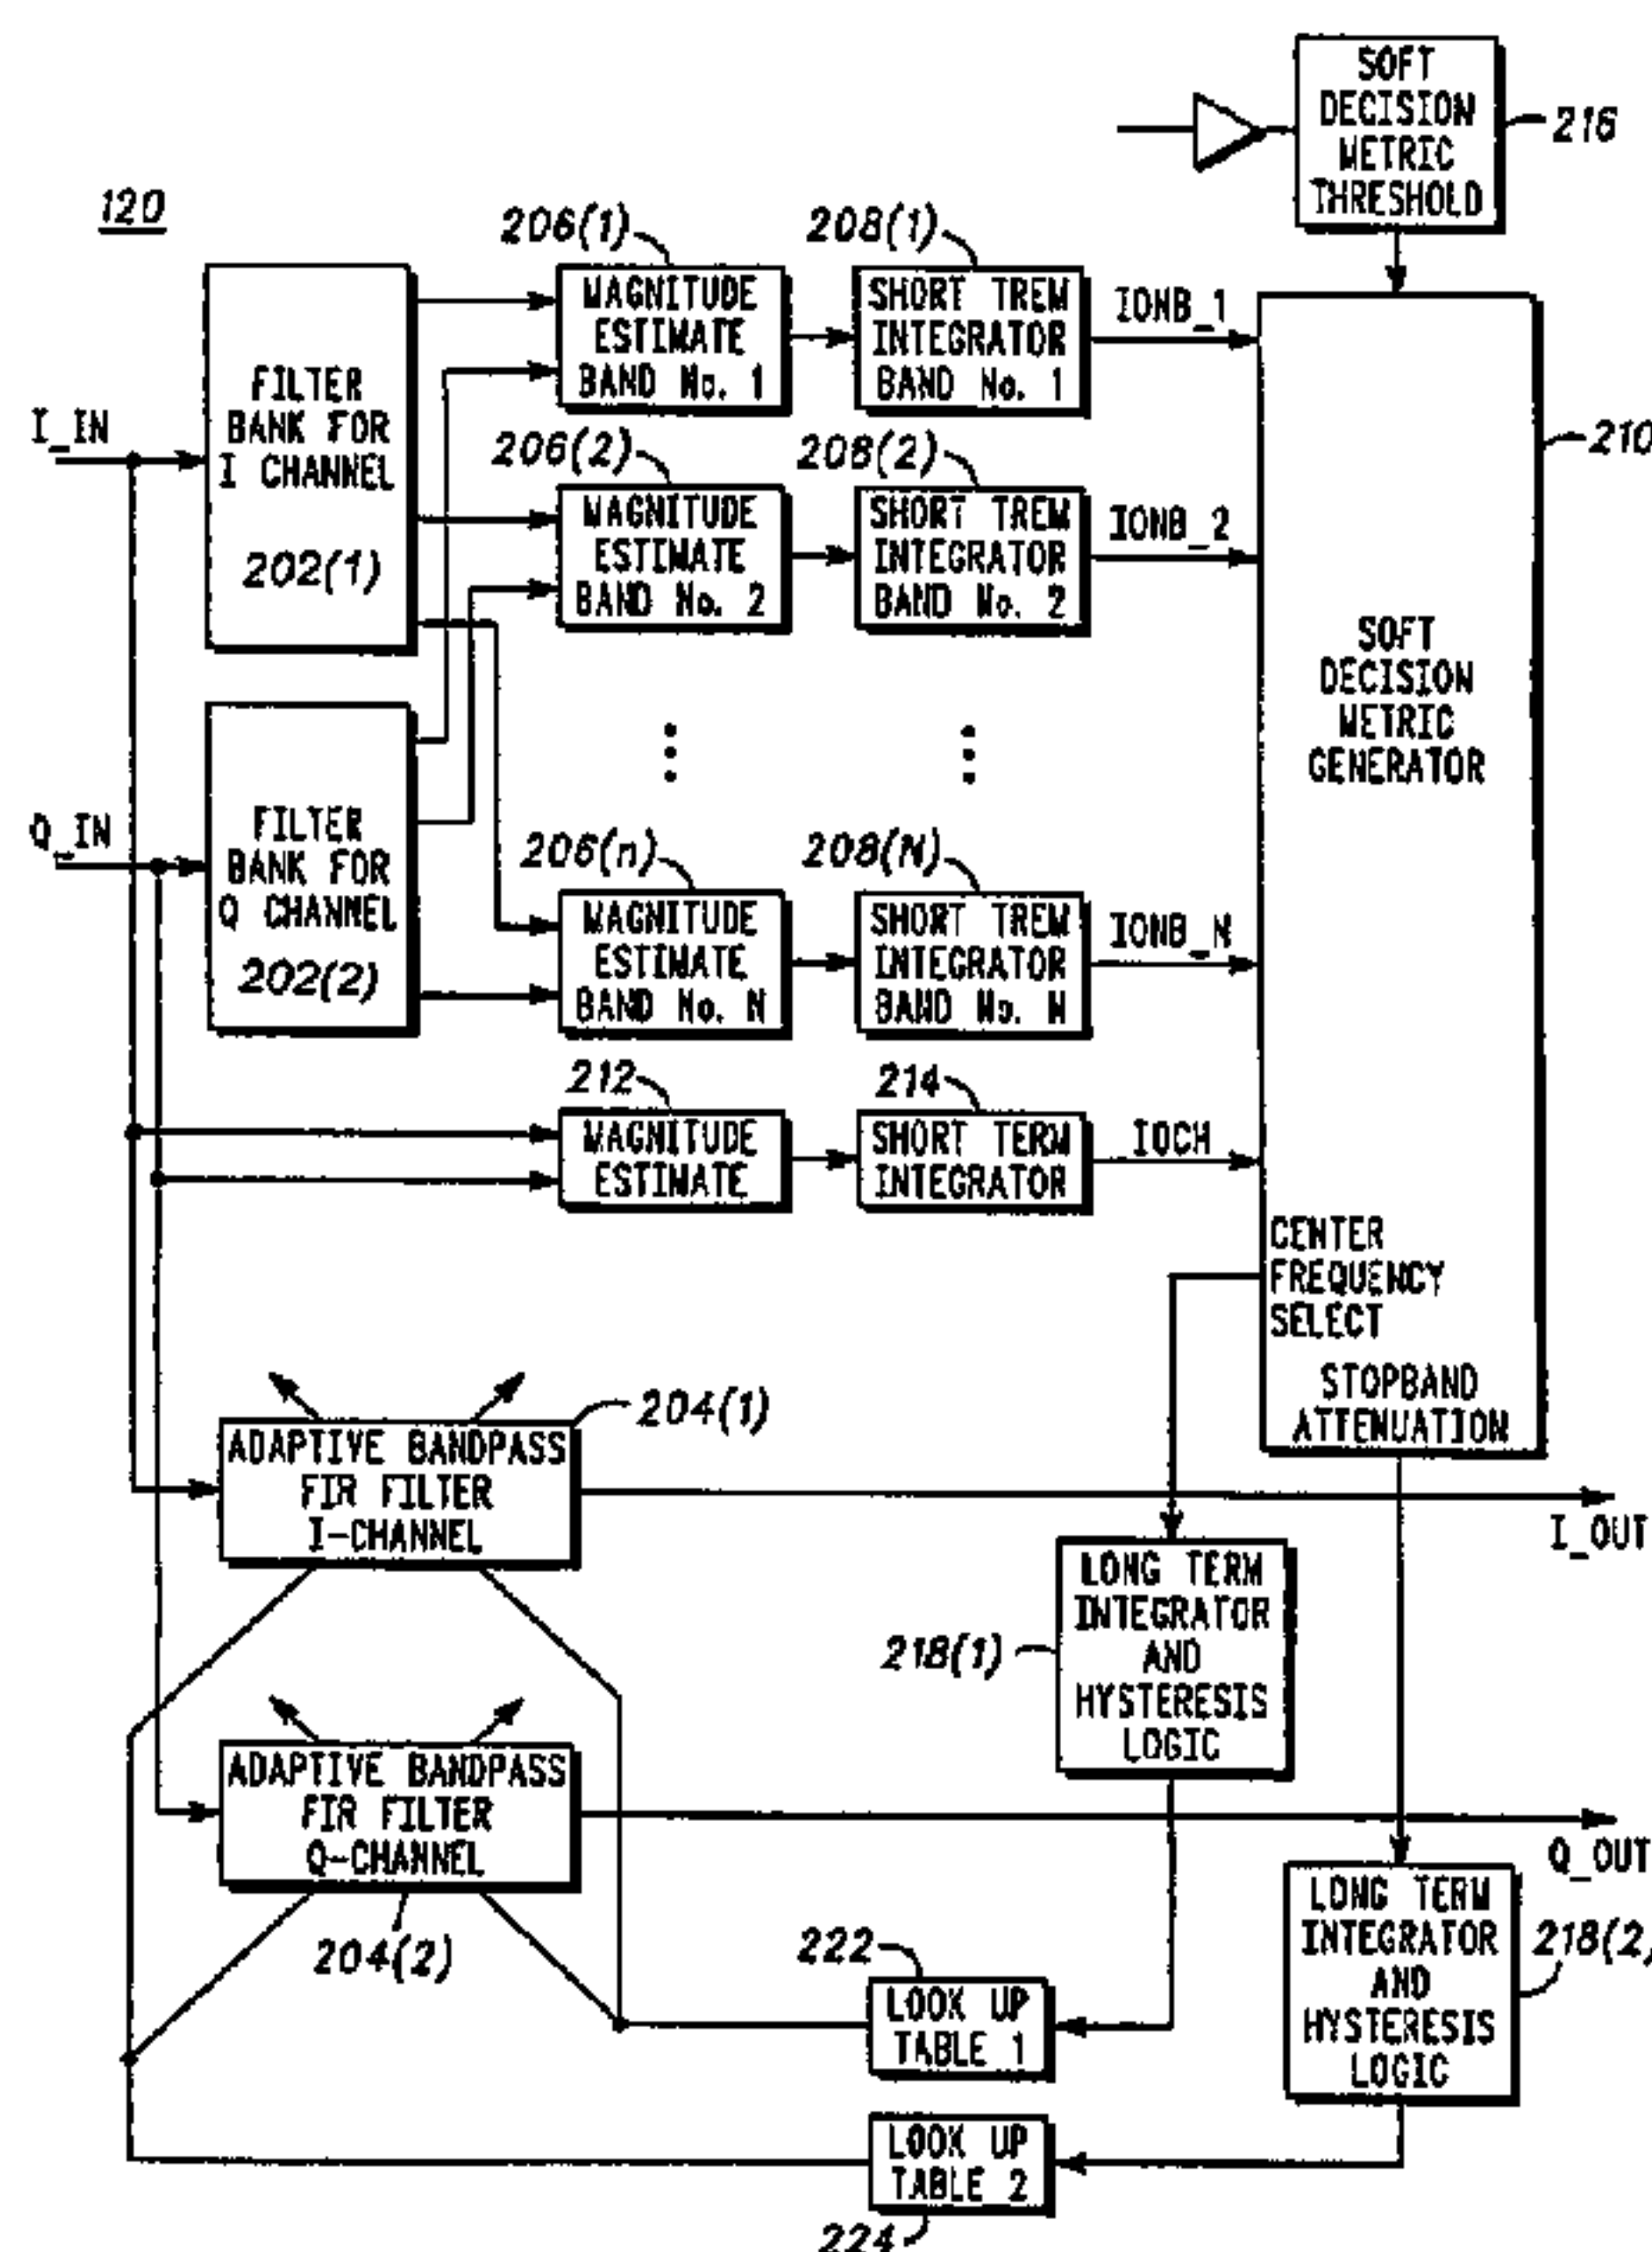 SOFT
DECISION
METRIC
THRESHOLD
216
120
206(1)
208(1)
MAGNITUDE
ESTIMATE
BAND No. 1
SHORT TREM
INTEGRATOR
BAND No. 1
IONB_1
FILTER
BANK FOR
I CHANNEL
202(1)
I_IN
210
206(2)
208(2)
MAGNITUDE
ESTIMATE
BAND No. 2
SHORT TREM
INTEGRATOR
BAND No. 2
IONB_2
SOFT
DECISION
METRIC
GENERATOR
Q_IN
FILTER
BANK FOR
Q CHANNEL
202(2)
206(n)
208(N)
MAGNITUDE
ESTIMATE
BAND No. N
SHORT TREM
INTEGRATOR
BAND No. N
IONB_N
212
214
MAGNITUDE
ESTIMATE
SHORT TERM
INTEGRATOR
IOCH
CENTER
FREQUENCY
SELECT
STOPBAND
ATTENUATION
204(1)
ADAPTIVE BANDPASS
FIR FILTER
I-CHANNEL
I_OUT
LONG TERM
INTEGRATOR
AND
HYSTERESIS
LOGIC
218(1)
ADAPTIVE BANDPASS
FIR FILTER
Q-CHANNEL
204(2)
Q_OUT
LONG TERM
INTEGRATOR
AND
HYSTERESIS
LOGIC
218(2)
222
LOOK UP
TABLE 1
LOOK UP
TABLE 2
224